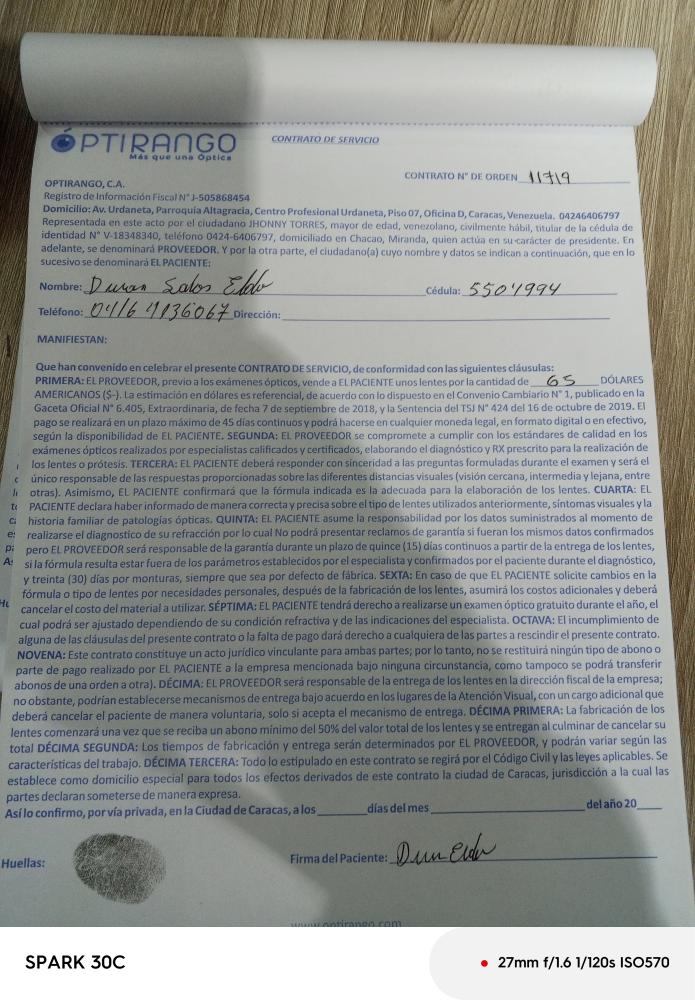 ÓPTIRANGO
Más que una Óptica
CONTRATO DE SERVICIO
CONTRATO N° DE ORDEN 11719
OPTIRANGO, C.A.
Registro de Información Fiscal N° J-505868454
Domicilio: Av. Urdaneta, Parroquia Altagracia, Centro Profesional Urdaneta, Piso 07, Oficina D, Caracas, Venezuela. 04246406797
Representada en este acto por el ciudadano JHONNY TORRES, mayor de edad, venezolano, civilmente hábil, titular de la cédula de
identidad N° V-18348340, teléfono 0424-6406797, domiciliado en Chacao, Miranda, quien actúa en su carácter de presidente. En
adelante, se denominará PROVEEDOR. Y por la otra parte, el ciudadano(a) cuyo nombre y datos se indican a continuación, que en lo
sucesivo se denominará EL PACIENTE:
Nombre: Duran Cédula: 5501994
Teléfono: Dirección:
MANIFIESTAN:
Que han convenido en celebrar el presente CONTRATO DE SERVICIO, de conformidad con las siguientes cláusulas:
PRIMERA: EL PROVEEDOR, previo a los exámenes ópticos, vende a EL PACIENTE unos lentes por la cantidad de 65 DÓLARES
AMERICANOS ($-). La estimación en dólares es referencial, de acuerdo con lo dispuesto en el Convenio Cambiario N° 1, publicado en la
Gaceta Oficial N° 6.405, Extraordinaria, de fecha 7 de septiembre de 2018, y la Sentencia del TSJ N° 424 del 16 de octubre de 2019. El
pago se realizará en un plazo máximo de 45 días continuos y podrá hacerse en cualquier moneda legal, en formato digital o en efectivo,
según la disponibilidad de EL PACIENTE. SEGUNDA: EL PROVEEDOR se compromete a cumplir con los estándares de calidad en los
exámenes ópticos realizados por especialistas calificados y certificados, elaborando el diagnóstico y RX prescrito para la realización de
los lentes o prótesis. TERCERA: EL PACIENTE deberá responder con sinceridad a las preguntas formuladas durante el examen y será el
único responsable de las respuestas proporcionadas sobre las diferentes distancias visuales (visión cercana, intermedia y lejana, entre
otras). Asimismo, EL PACIENTE confirmará que la fórmula indicada es la adecuada para la elaboración de los lentes. CUARTA: EL
PACIENTE declara haber informado de manera correcta y precisa sobre el tipo de lentes utilizados anteriormente, síntomas visuales y la
historia familiar de patologías ópticas. QUINTA: EL PACIENTE asume la responsabilidad por los datos suministrados al momento de
realizarse el diagnostico de su refracción por lo cual No podrá presentar reclamos de garantía si fueran los mismos datos confirmados
pero EL PROVEEDOR será responsable de la garantía durante un plazo de quince (15) días continuos a partir de la entrega de los lentes,
si la fórmula resulta estar fuera de los parámetros establecidos por el especialista y confirmados por el paciente durante el diagnóstico,
y treinta (30) días por monturas, siempre que sea por defecto de fábrica. SEXTA: En caso de que EL PACIENTE solicite cambios en la
fórmula o tipo de lentes por necesidades personales, después de la fabricación de los lentes, asumirá los costos adicionales y deberá
cancelar el costo del material a utilizar. SÉPTIMA: EL PACIENTE tendrá derecho a realizarse un examen óptico gratuito durante el año, el
cual podrá ser ajustado dependiendo de su condición refractiva y de las indicaciones del especialista. OCTAVA: El incumplimiento de
alguna de las cláusulas del presente contrato o la falta de pago dará derecho a cualquiera de las partes a rescindir el presente contrato.
NOVENA: Este contrato constituye un acto jurídico vinculante para ambas partes; por lo tanto, no se restituirá ningún tipo de abono o
parte de pago realizado por EL PACIENTE a la empresa mencionada bajo ninguna circunstancia, como tampoco se podrá transferir
abonos de una orden a otra). DÉCIMA: EL PROVEEDOR será responsable de la entrega de los lentes en la dirección fiscal de la empresa;
no obstante, podrían establecerse mecanismos de entrega bajo acuerdo en los lugares de la Atención Visual, con un cargo adicional que
deberá cancelar el paciente de manera voluntaria, solo si acepta el mecanismo de entrega. DÉCIMA PRIMERA: La fabricación de los
lentes comenzará una vez que se reciba un abono mínimo del 50% del valor total de los lentes y se entregan al culminar de cancelar su
total DÉCIMA SEGUNDA: Los tiempos de fabricación y entrega serán determinados por EL PROVEEDOR, y podrán variar según las
características del trabajo. DÉCIMA TERCERA: Todo lo estipulado en este contrato se regirá por el Código Civil y las leyes aplicables. Se
establece como domicilio especial para todos los efectos derivados de este contrato la ciudad de Caracas, jurisdicción a la cual las
partes declaran someterse de manera expresa.
Así lo confirmo, por vía privada, en la Ciudad de Caracas, a los días del mes del año 20
Huellas: Firma del Paciente:
www.optirango.com
SPARK 30C
27mm f/1.6 1/120s ISO570